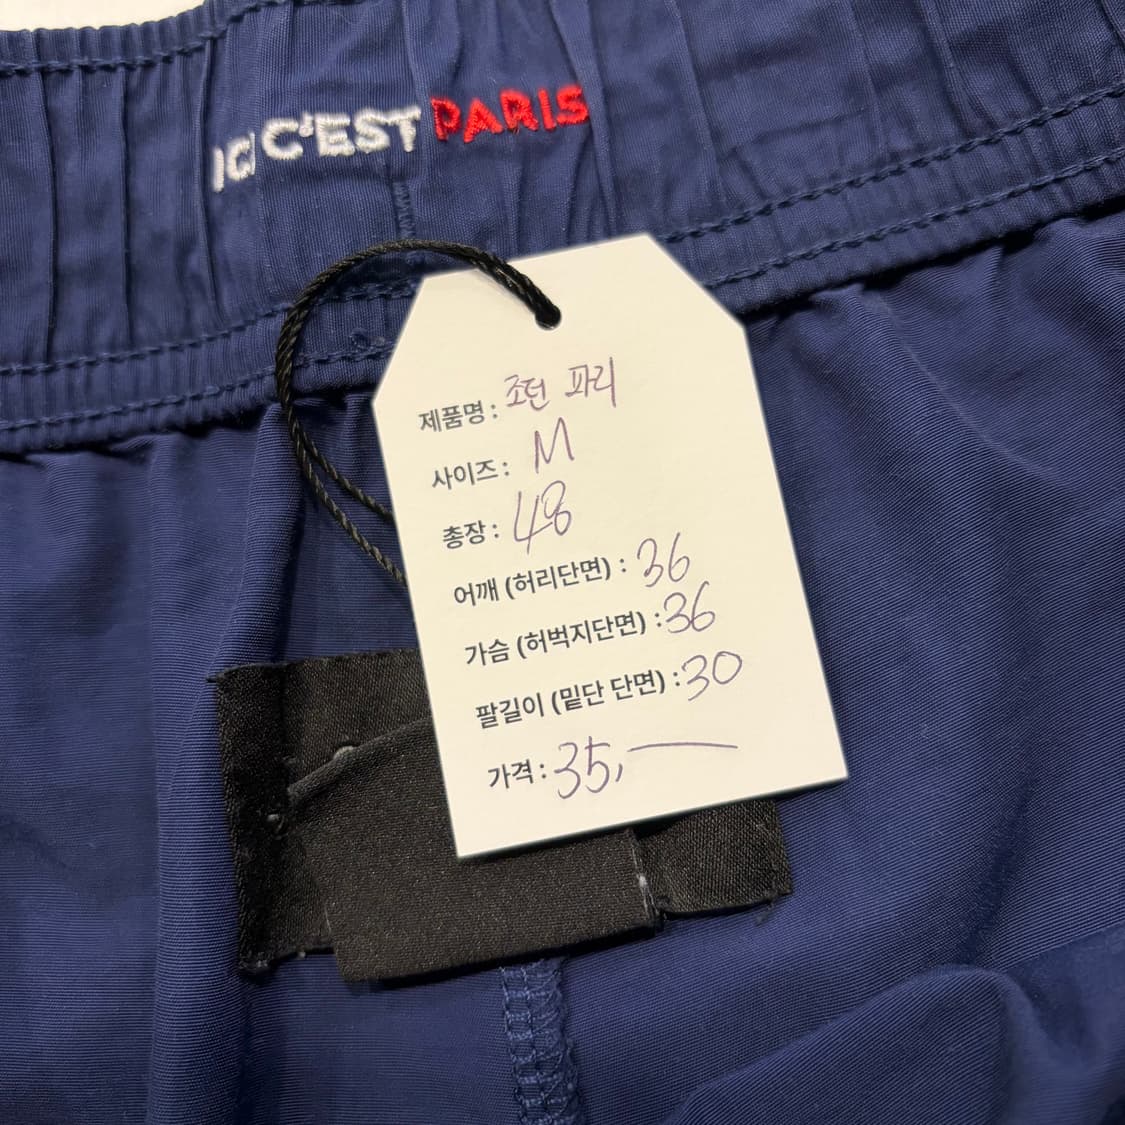 ICI C'EST PARIS
제품명 : 조던 파리
사이즈 : M
총장 : 48
어깨 (허리단면) : 36
가슴 (허벅지단면) : 36
팔길이 (밑단 단면) : 30
가격 : 35,—